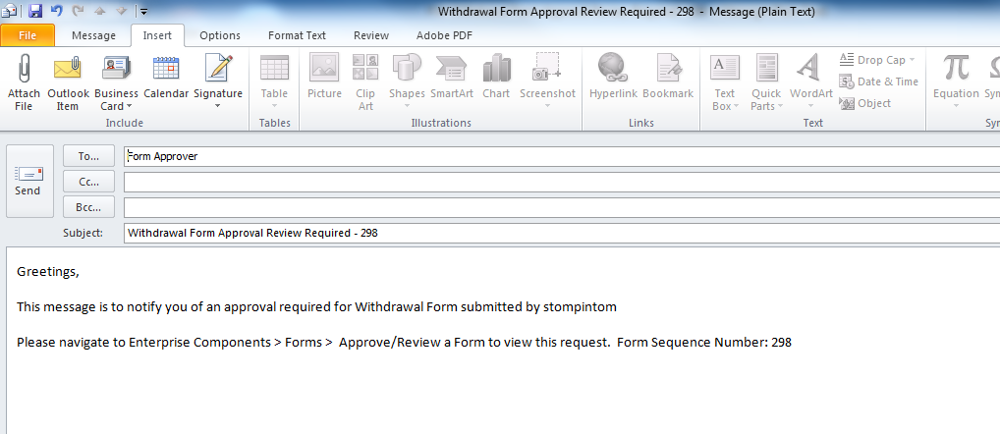 Withdrawal Form Approval Review Required - 298 - Message (Plain Text)
File Message Insert Options Format Text Review Adobe PDF
Attach File
Outlook Item
Business Card
Calendar
Signature
Table
Picture
Clip Art
Shapes
SmartArt
Chart
Screenshot
Hyperlink
Bookmark
Text Box
Quick Parts
WordArt
Drop Cap
Date & Time
Object
Equation
Include Tables Illustrations Links Text
Send
To... Form Approver
Cc...
Bcc...
Subject: Withdrawal Form Approval Review Required - 298
Greetings,
This message is to notify you of an approval required for Withdrawal Form submitted by stompintom
Please navigate to Enterprise Components > Forms > Approve/Review a Form to view this request. Form Sequence Number: 298